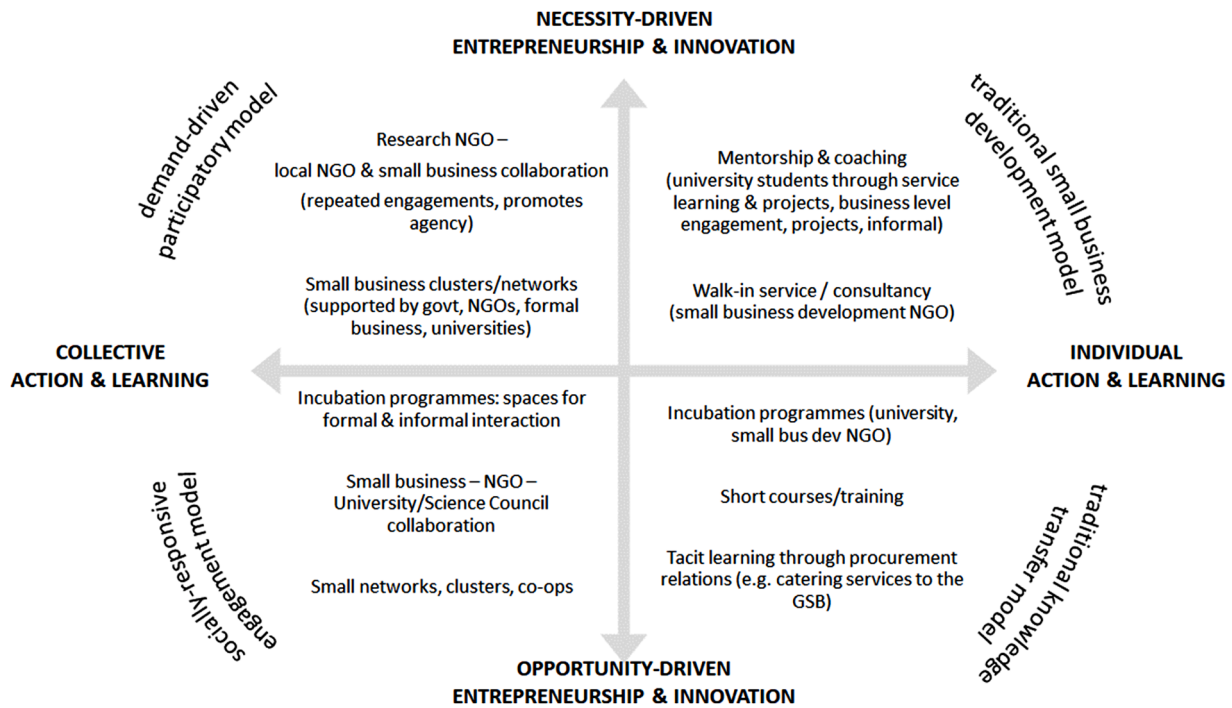 NECESSITY-DRIVEN
ENTREPRENEURSHIP & INNOVATION
demand-driven
participatory model
Research NGO –
local NGO & small business collaboration
(repeated engagements, promotes
agency)
Small business clusters/networks
(supported by govt, NGOs, formal
business, universities)
Mentorship & coaching
(university students through service
learning & projects, business level
engagement, projects, informal)
Walk-in service / consultancy
(small business development NGO)
traditional small business
development model
COLLECTIVE
ACTION & LEARNING
INDIVIDUAL
ACTION & LEARNING
Incubation programmes: spaces for
formal & informal interaction
Small business – NGO –
University/Science Council
collaboration
Small networks, clusters, co-ops
socially-responsive
engagement model
Incubation programmes (university,
small bus dev NGO)
Short courses/training
Tacit learning through procurement
relations (e.g. catering services to the
GSB)
traditional knowledge
transfer model
OPPORTUNITY-DRIVEN
ENTREPRENEURSHIP & INNOVATION